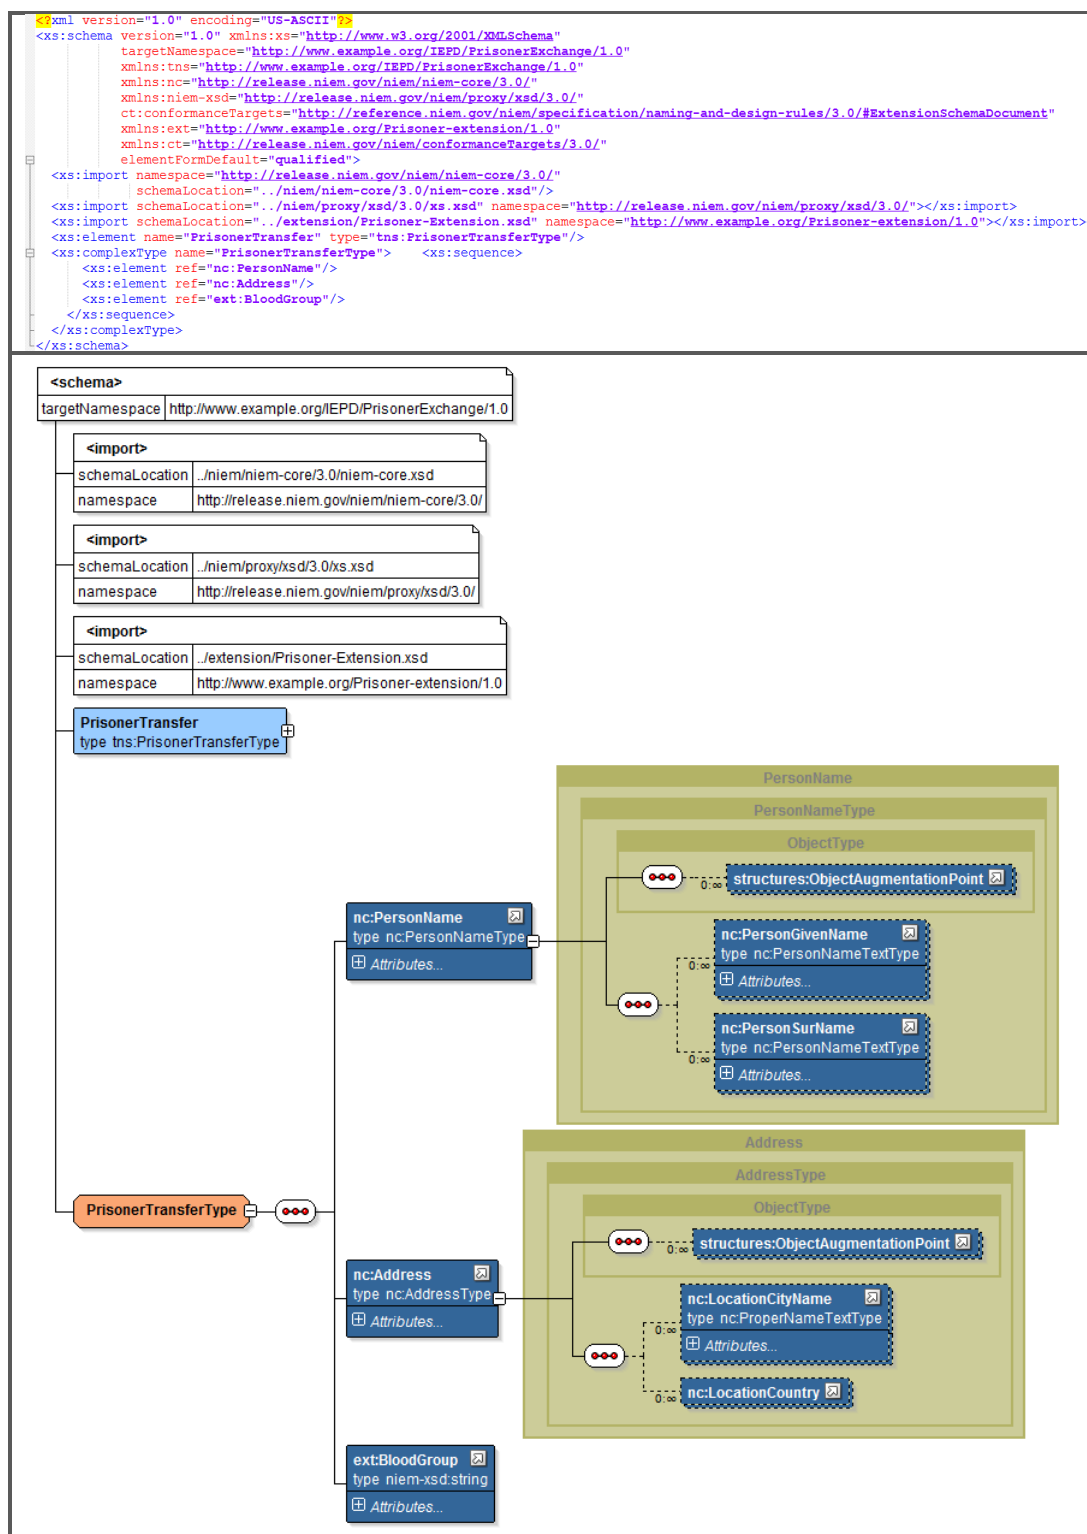 <?xml version="1.0" encoding="US-ASCII"?>
<xs:schema version="1.0" xmlns:xs="http://www.w3.org/2001/XMLSchema"
targetNamespace="http://www.example.org/IEPD/PrisonerExchange/1.0"
xmlns:tns="http://www.example.org/IEPD/PrisonerExchange/1.0"
xmlns:nc="http://release.niem.gov/niem/niem-core/3.0/"
xmlns:niem-xsd="http://release.niem.gov/niem/proxy/xsd/3.0/"
ct:conformanceTargets="http://reference.niem.gov/niem/specification/naming-and-design-rules/3.0/#ExtensionSchemaDocument"
xmlns:ext="http://www.example.org/Prisoner-extension/1.0"
xmlns:ct="http://release.niem.gov/niem/conformanceTargets/3.0/"
elementFormDefault="qualified">
<xs:import namespace="http://release.niem.gov/niem/niem-core/3.0/"
schemaLocation="../niem/niem-core/3.0/niem-core.xsd"/>
<xs:import schemaLocation="../niem/proxy/xsd/3.0/xs.xsd" namespace="http://release.niem.gov/niem/proxy/xsd/3.0/"></xs:import>
<xs:import schemaLocation="../extension/Prisoner-Extension.xsd" namespace="http://www.example.org/Prisoner-extension/1.0"></xs:import>
<xs:element name="PrisonerTransfer" type="tns:PrisonerTransferType"/>
<xs:complexType name="PrisonerTransferType"> <xs:sequence>
<xs:element ref="nc:PersonName"/>
<xs:element ref="nc:Address"/>
<xs:element ref="ext:BloodGroup"/>
</xs:sequence>
</xs:complexType>
</xs:schema>
<schema>
targetNamespace http://www.example.org/IEPD/PrisonerExchange/1.0
<import>
schemaLocation ../niem/niem-core/3.0/niem-core.xsd
namespace http://release.niem.gov/niem/niem-core/3.0/
<import>
schemaLocation ../niem/proxy/xsd/3.0/xs.xsd
namespace http://release.niem.gov/niem/proxy/xsd/3.0/
<import>
schemaLocation ../extension/Prisoner-Extension.xsd
namespace http://www.example.org/Prisoner-extension/1.0
PrisonerTransfer
type tns:PrisonerTransferType
PersonName
PersonNameType
ObjectType
0:∞ structures:ObjectAugmentationPoint
nc:PersonName
type nc:PersonNameType
Attributes...
nc:PersonGivenName
type nc:PersonNameTextType
0:∞
Attributes...
nc:PersonSurName
type nc:PersonNameTextType
0:∞
Attributes...
Address
AddressType
ObjectType
PrisonerTransferType
0:∞ structures:ObjectAugmentationPoint
nc:Address
type nc:AddressType
Attributes...
nc:LocationCityName
type nc:ProperNameTextType
0:∞
Attributes...
0:∞ nc:LocationCountry
ext:BloodGroup
type niem-xsd:string
Attributes...